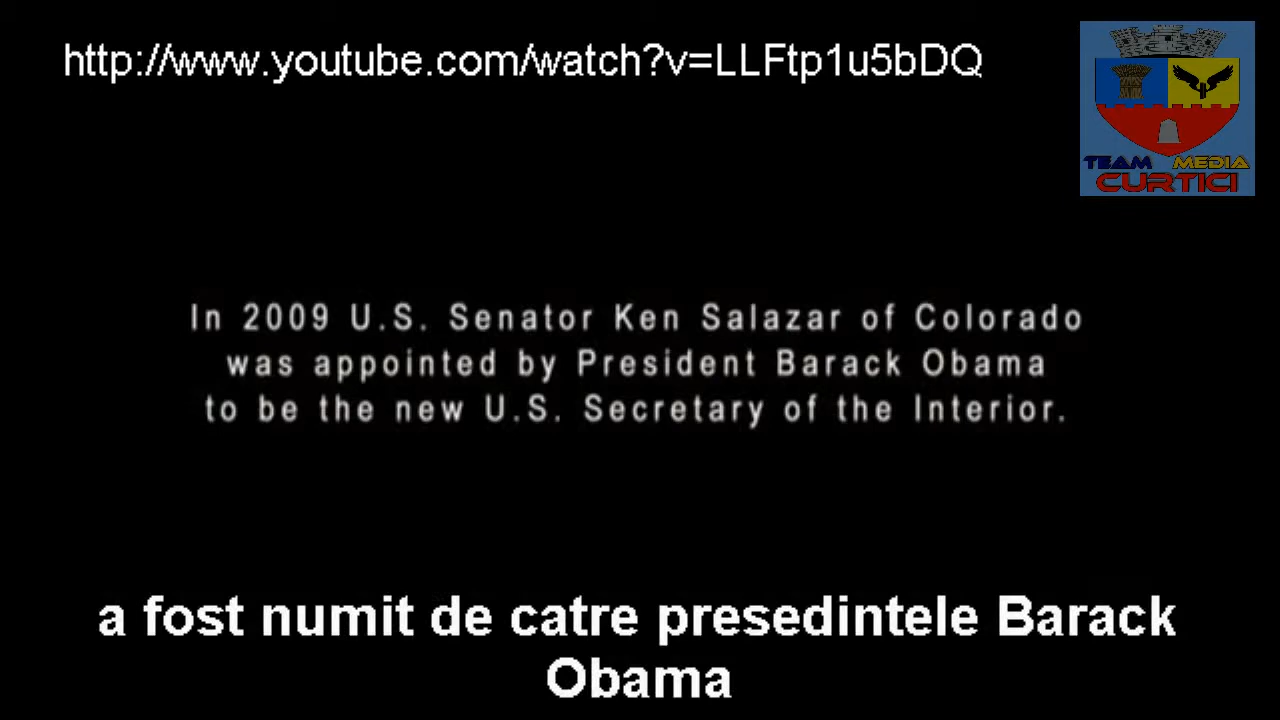 http://www.youtube.com/watch?v=LLFtp1u5bDQ
TEAM MEDIA
CURTICI
In 2009 U.S. Senator Ken Salazar of Colorado
was appointed by President Barack Obama
to be the new U.S. Secretary of the Interior.
a fost numit de catre presedintele Barack
Obama